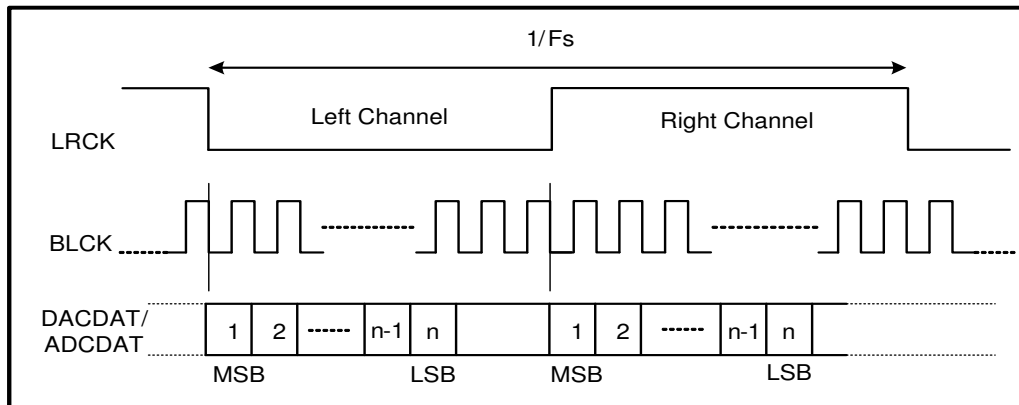 1/Fs
LRCK
Left Channel
Right Channel
BLCK
DACDAT/
ADCDAT
1 2 n-1 n 1 2 n-1 n
MSB LSB MSB LSB